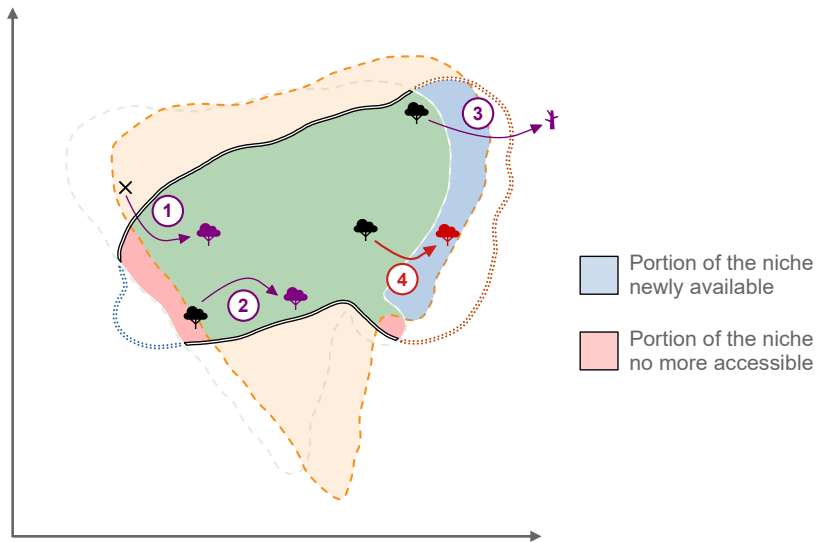 3
1
2
4
Portion of the niche
newly available
Portion of the niche
no more accessible